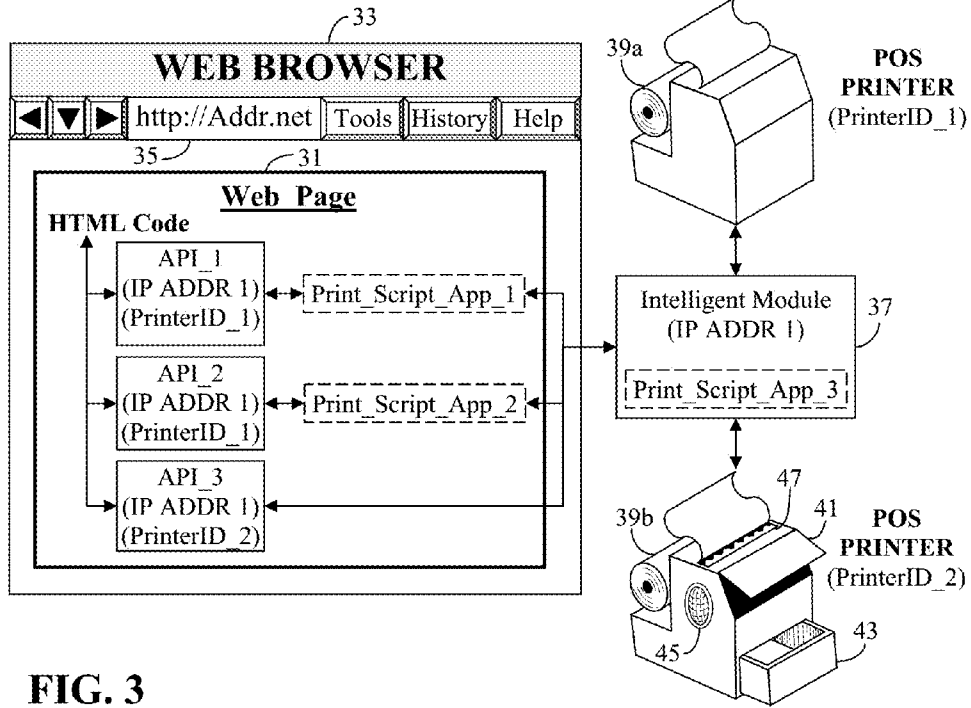 33
WEB BROWSER
http://Addr.net
Tools
History
Help
35
31
Web Page
HTML Code
API_1
(IP ADDR 1)
(PrinterID_1)
Print_Script_App_1
API_2
(IP ADDR 1)
(PrinterID_1)
Print_Script_App_2
API_3
(IP ADDR 1)
(PrinterID_2)
39a
POS
PRINTER
(PrinterID_1)
Intelligent Module
(IP ADDR 1)
37
Print_Script_App_3
47
41
39b
POS
PRINTER
(PrinterID_2)
45
43
FIG. 3